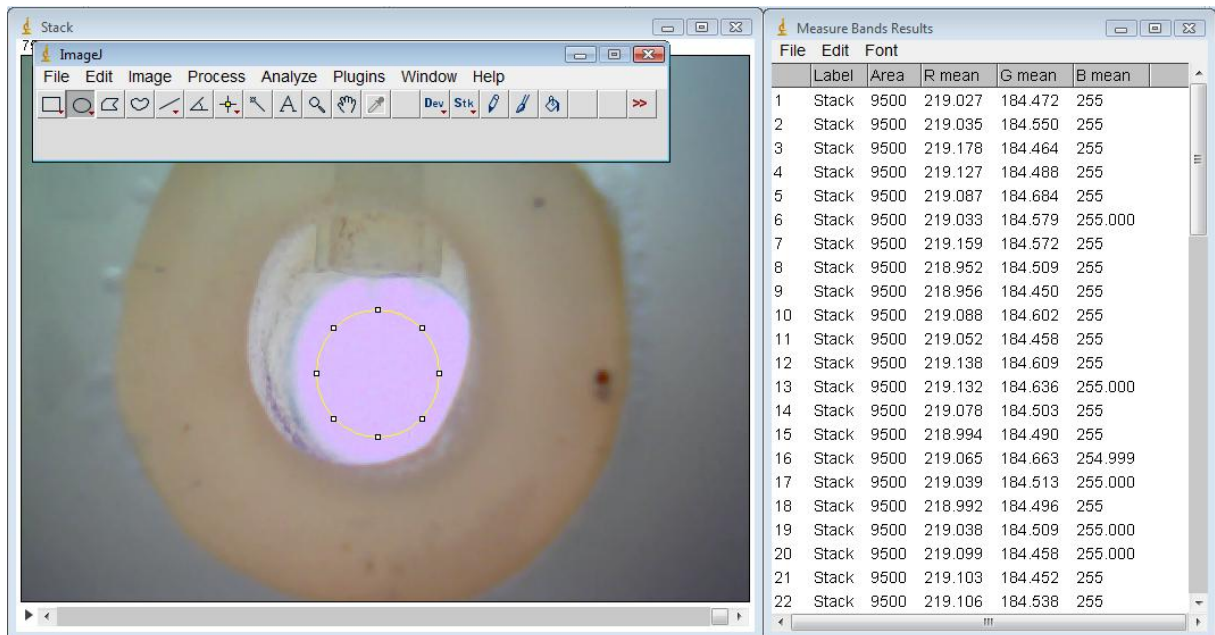 Stack
ImageJ
File Edit Image Process Analyze Plugins Window Help
A Dev Stk >>
Measure Bands Results
File Edit Font
Label Area R mean G mean B mean
1 Stack 9500 219.027 184.472 255
2 Stack 9500 219.035 184.550 255
3 Stack 9500 219.178 184.464 255
4 Stack 9500 219.127 184.488 255
5 Stack 9500 219.087 184.684 255
6 Stack 9500 219.033 184.579 255.000
7 Stack 9500 219.159 184.572 255
8 Stack 9500 218.952 184.509 255
9 Stack 9500 218.956 184.450 255
10 Stack 9500 219.088 184.602 255
11 Stack 9500 219.052 184.458 255
12 Stack 9500 219.138 184.609 255
13 Stack 9500 219.132 184.636 255.000
14 Stack 9500 219.078 184.503 255
15 Stack 9500 218.994 184.490 255
16 Stack 9500 219.065 184.663 254.999
17 Stack 9500 219.039 184.513 255.000
18 Stack 9500 218.992 184.496 255
19 Stack 9500 219.038 184.509 255.000
20 Stack 9500 219.099 184.458 255.000
21 Stack 9500 219.103 184.452 255
22 Stack 9500 219.106 184.538 255